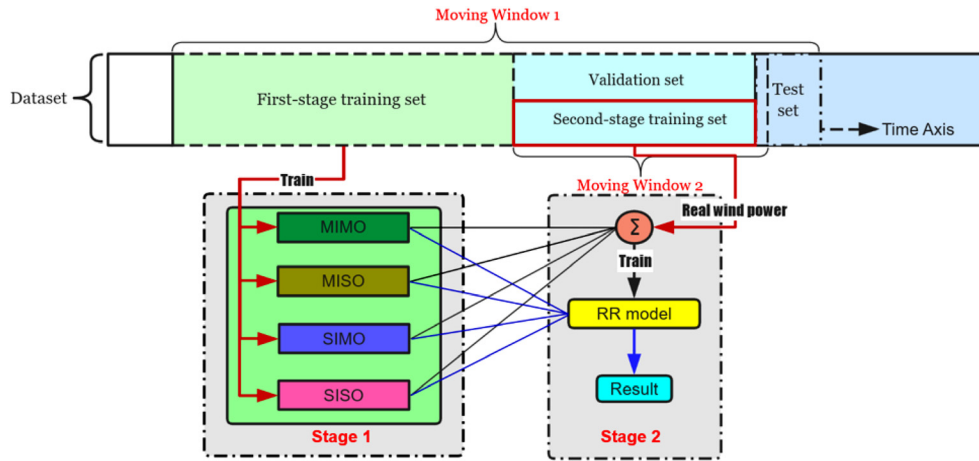 Moving Window 1
Dataset
First-stage training set
Validation set
Second-stage training set
Test
set
Time Axis
Train
Moving Window 2
Real wind power
MIMO
MISO
SIMO
SISO
Σ
Train
RR model
Result
Stage 1
Stage 2